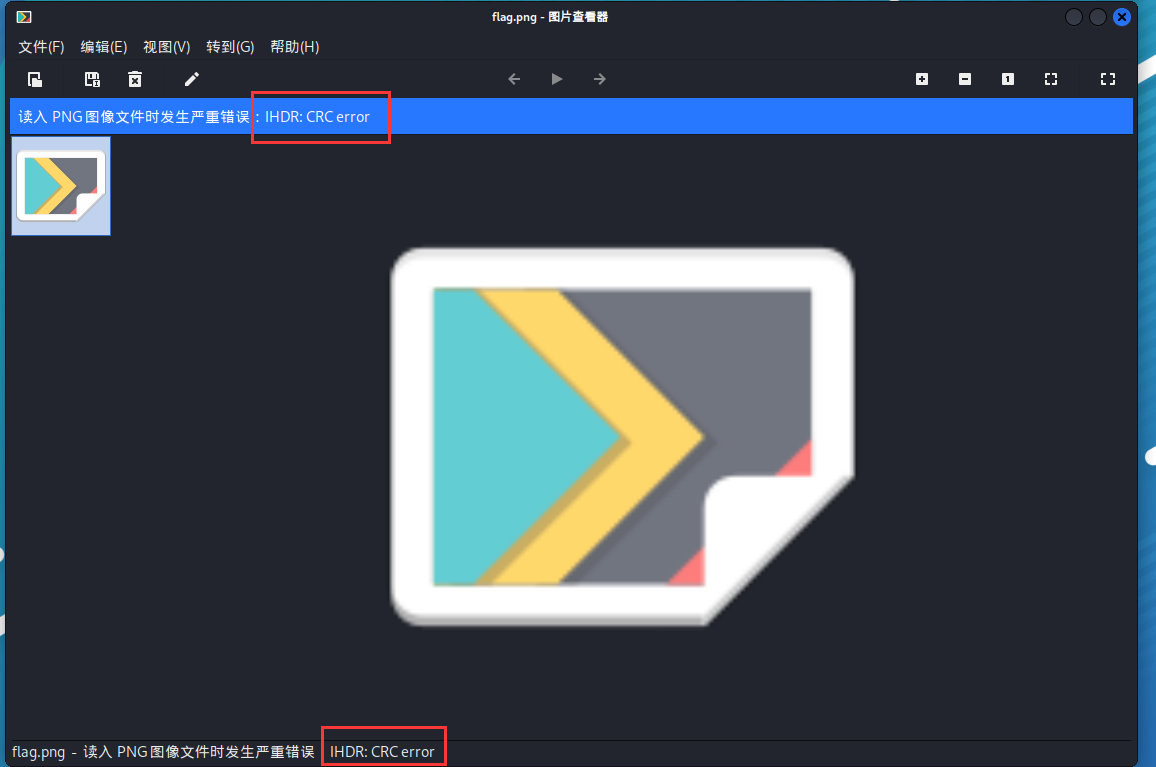 flag.png - 图片查看器
文件(F) 编辑(E) 视图(V) 转到(G) 帮助(H)
1
读入 PNG 图像文件时发生严重错误：IHDR: CRC error
flag.png - 读入 PNG 图像文件时发生严重错误 IHDR: CRC error